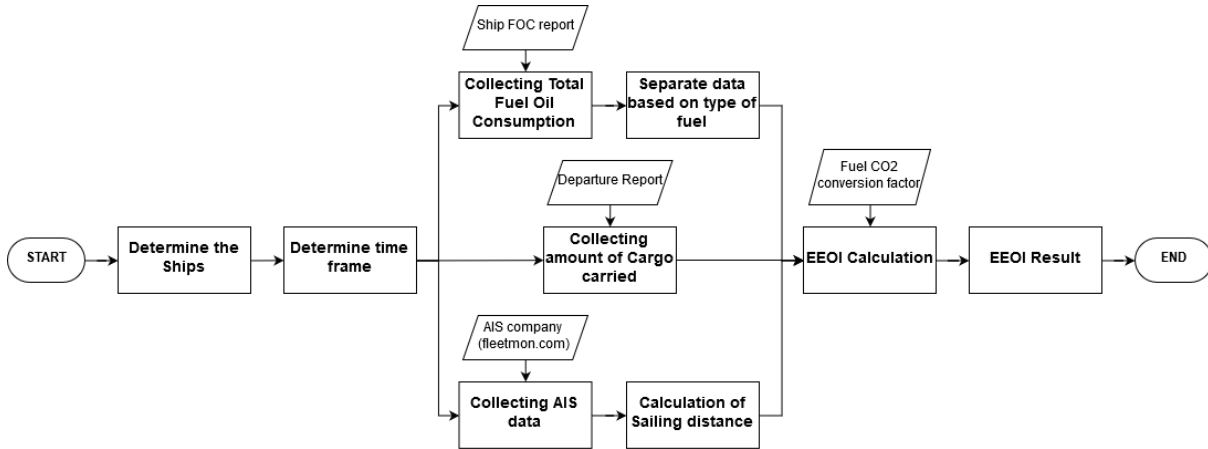 Ship FOC report
Collecting Total
Fuel Oil
Consumption
Separate data
based on type of
fuel
Departure Report
Fuel CO2
conversion factor
START
Determine the
Ships
Determine time
frame
Collecting
amount of Cargo
carried
EEOI Calculation
EEOI Result
END
AIS company
(fleetmon.com)
Collecting AIS
data
Calculation of
Sailing distance